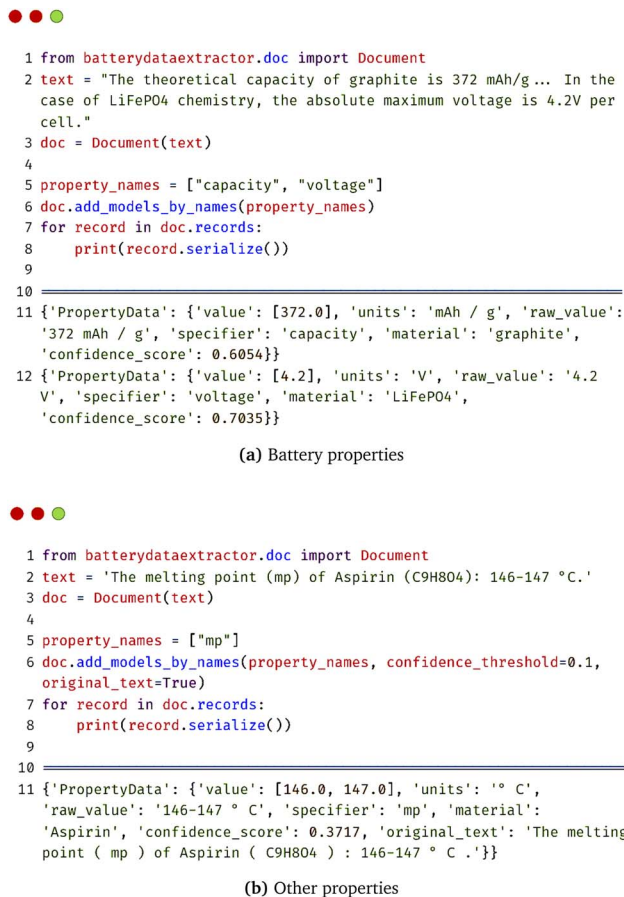 1 from batterydataextractor.doc import Document
2 text = "The theoretical capacity of graphite is 372 mAh/g... In the
case of LiFePO4 chemistry, the absolute maximum voltage is 4.2V per
cell."
3 doc = Document(text)
4
5 property_names = ["capacity", "voltage"]
6 doc.add_models_by_names(property_names)
7 for record in doc.records:
8     print(record.serialize())
9
10 ==========================================================
11 {'PropertyData': {'value': [372.0], 'units': 'mAh / g', 'raw_value':
'372 mAh / g', 'specifier': 'capacity', 'material': 'graphite',
'confidence_score': 0.6054}}
12 {'PropertyData': {'value': [4.2], 'units': 'V', 'raw_value': '4.2
V', 'specifier': 'voltage', 'material': 'LiFePO4',
'confidence_score': 0.7035}}
(a) Battery properties
1 from batterydataextractor.doc import Document
2 text = 'The melting point (mp) of Aspirin (C9H8O4): 146-147 °C.'
3 doc = Document(text)
4
5 property_names = ["mp"]
6 doc.add_models_by_names(property_names, confidence_threshold=0.1,
original_text=True)
7 for record in doc.records:
8     print(record.serialize())
9
10 ==========================================================
11 {'PropertyData': {'value': [146.0, 147.0], 'units': '° C',
'raw_value': '146-147 ° C', 'specifier': 'mp', 'material':
'Aspirin', 'confidence_score': 0.3717, 'original_text': 'The melting
point ( mp ) of Aspirin ( C9H8O4 ) : 146-147 ° C .'}}
(b) Other properties